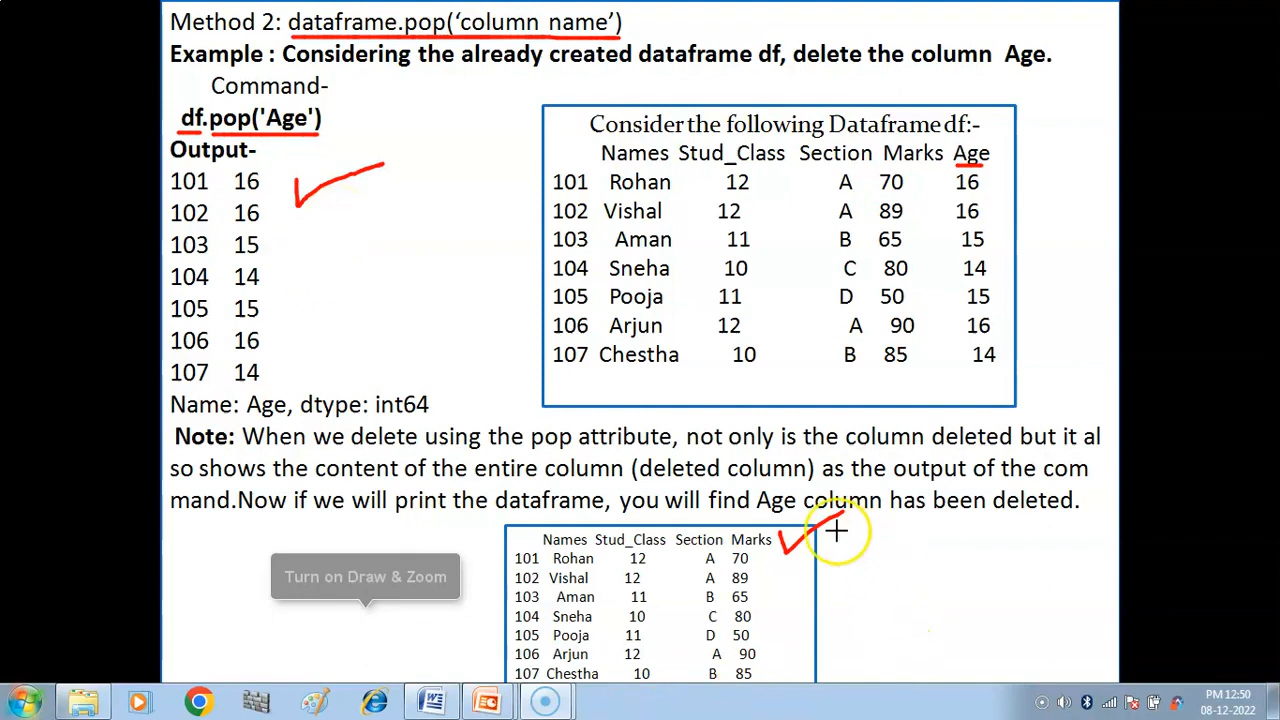 Method 2: dataframe.pop(‘column name’)
Example : Considering the already created dataframe df, delete the column Age.
Command-
df.pop('Age')
Output-
101 16
102 16
103 15
104 14
105 15
106 16
107 14
Name: Age, dtype: int64
Consider the following Dataframe df:-
Names Stud_Class Section Marks Age
101 Rohan 12 A 70 16
102 Vishal 12 A 89 16
103 Aman 11 B 65 15
104 Sneha 10 C 80 14
105 Pooja 11 D 50 15
106 Arjun 12 A 90 16
107 Chestha 10 B 85 14
Note: When we delete using the pop attribute, not only is the column deleted but it al
so shows the content of the entire column (deleted column) as the output of the com
mand.Now if we will print the dataframe, you will find Age column has been deleted.
Names Stud_Class Section Marks
101 Rohan 12 A 70
102 Vishal 12 A 89
103 Aman 11 B 65
104 Sneha 10 C 80
105 Pooja 11 D 50
106 Arjun 12 A 90
107 Chestha 10 B 85
Turn on Draw & Zoom
PM 12:50
08-12-2022